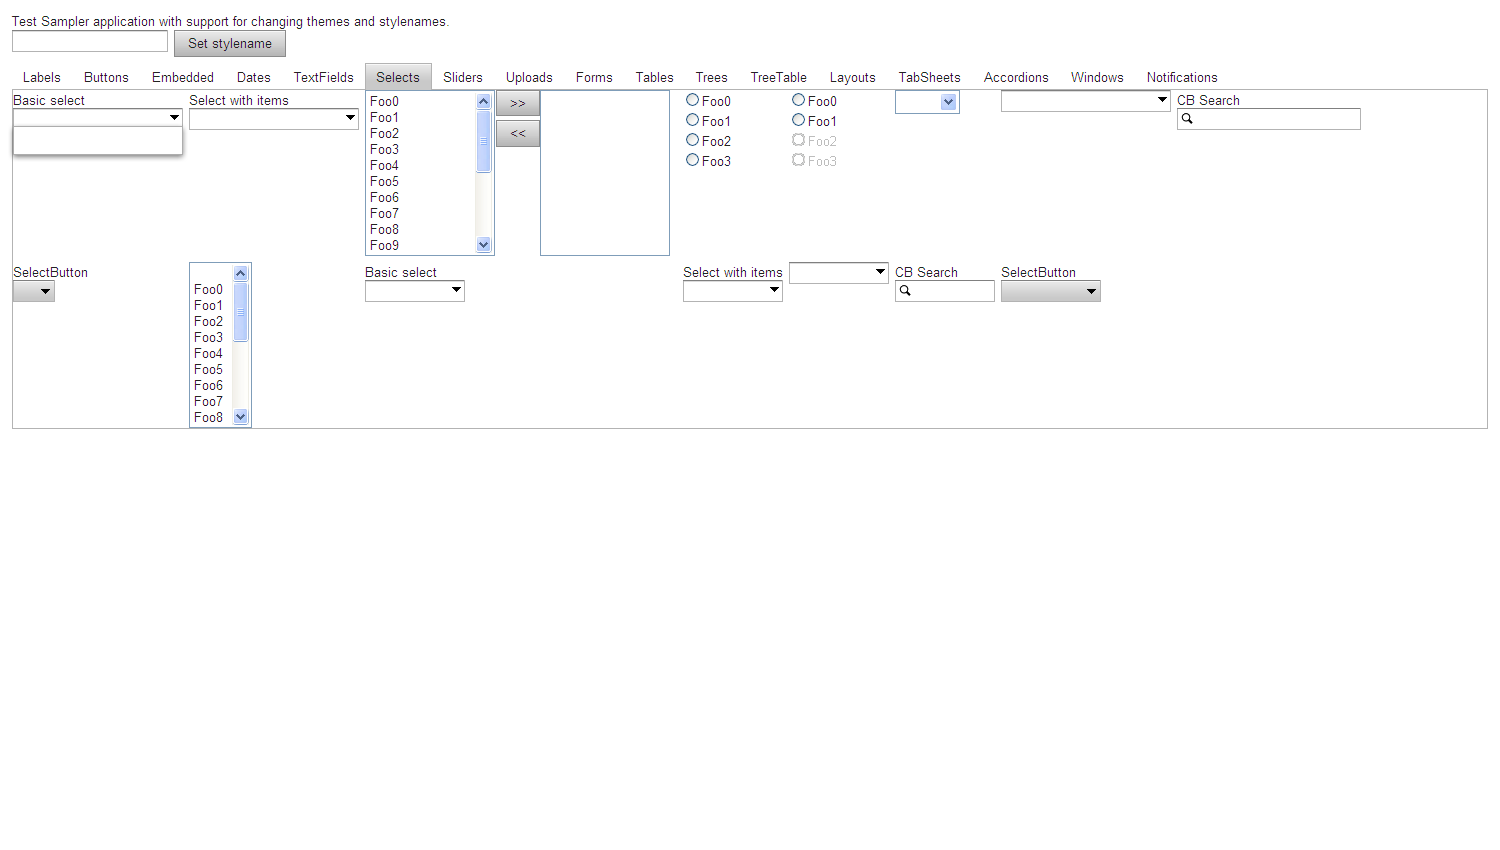 Test Sampler application with support for changing themes and stylenames.
Set stylename
Labels Buttons Embedded Dates TextFields Selects Sliders Uploads Forms Tables Trees TreeTable Layouts TabSheets Accordions Windows Notifications
Basic select
Select with items
Foo0
Foo1
Foo2
Foo3
Foo4
Foo5
Foo6
Foo7
Foo8
Foo9
>>
<<
Foo0
Foo1
Foo2
Foo3
Foo0
Foo1
Foo2
Foo3
CB Search
SelectButton
Foo0
Foo1
Foo2
Foo3
Foo4
Foo5
Foo6
Foo7
Foo8
Basic select
Select with items
CB Search
SelectButton